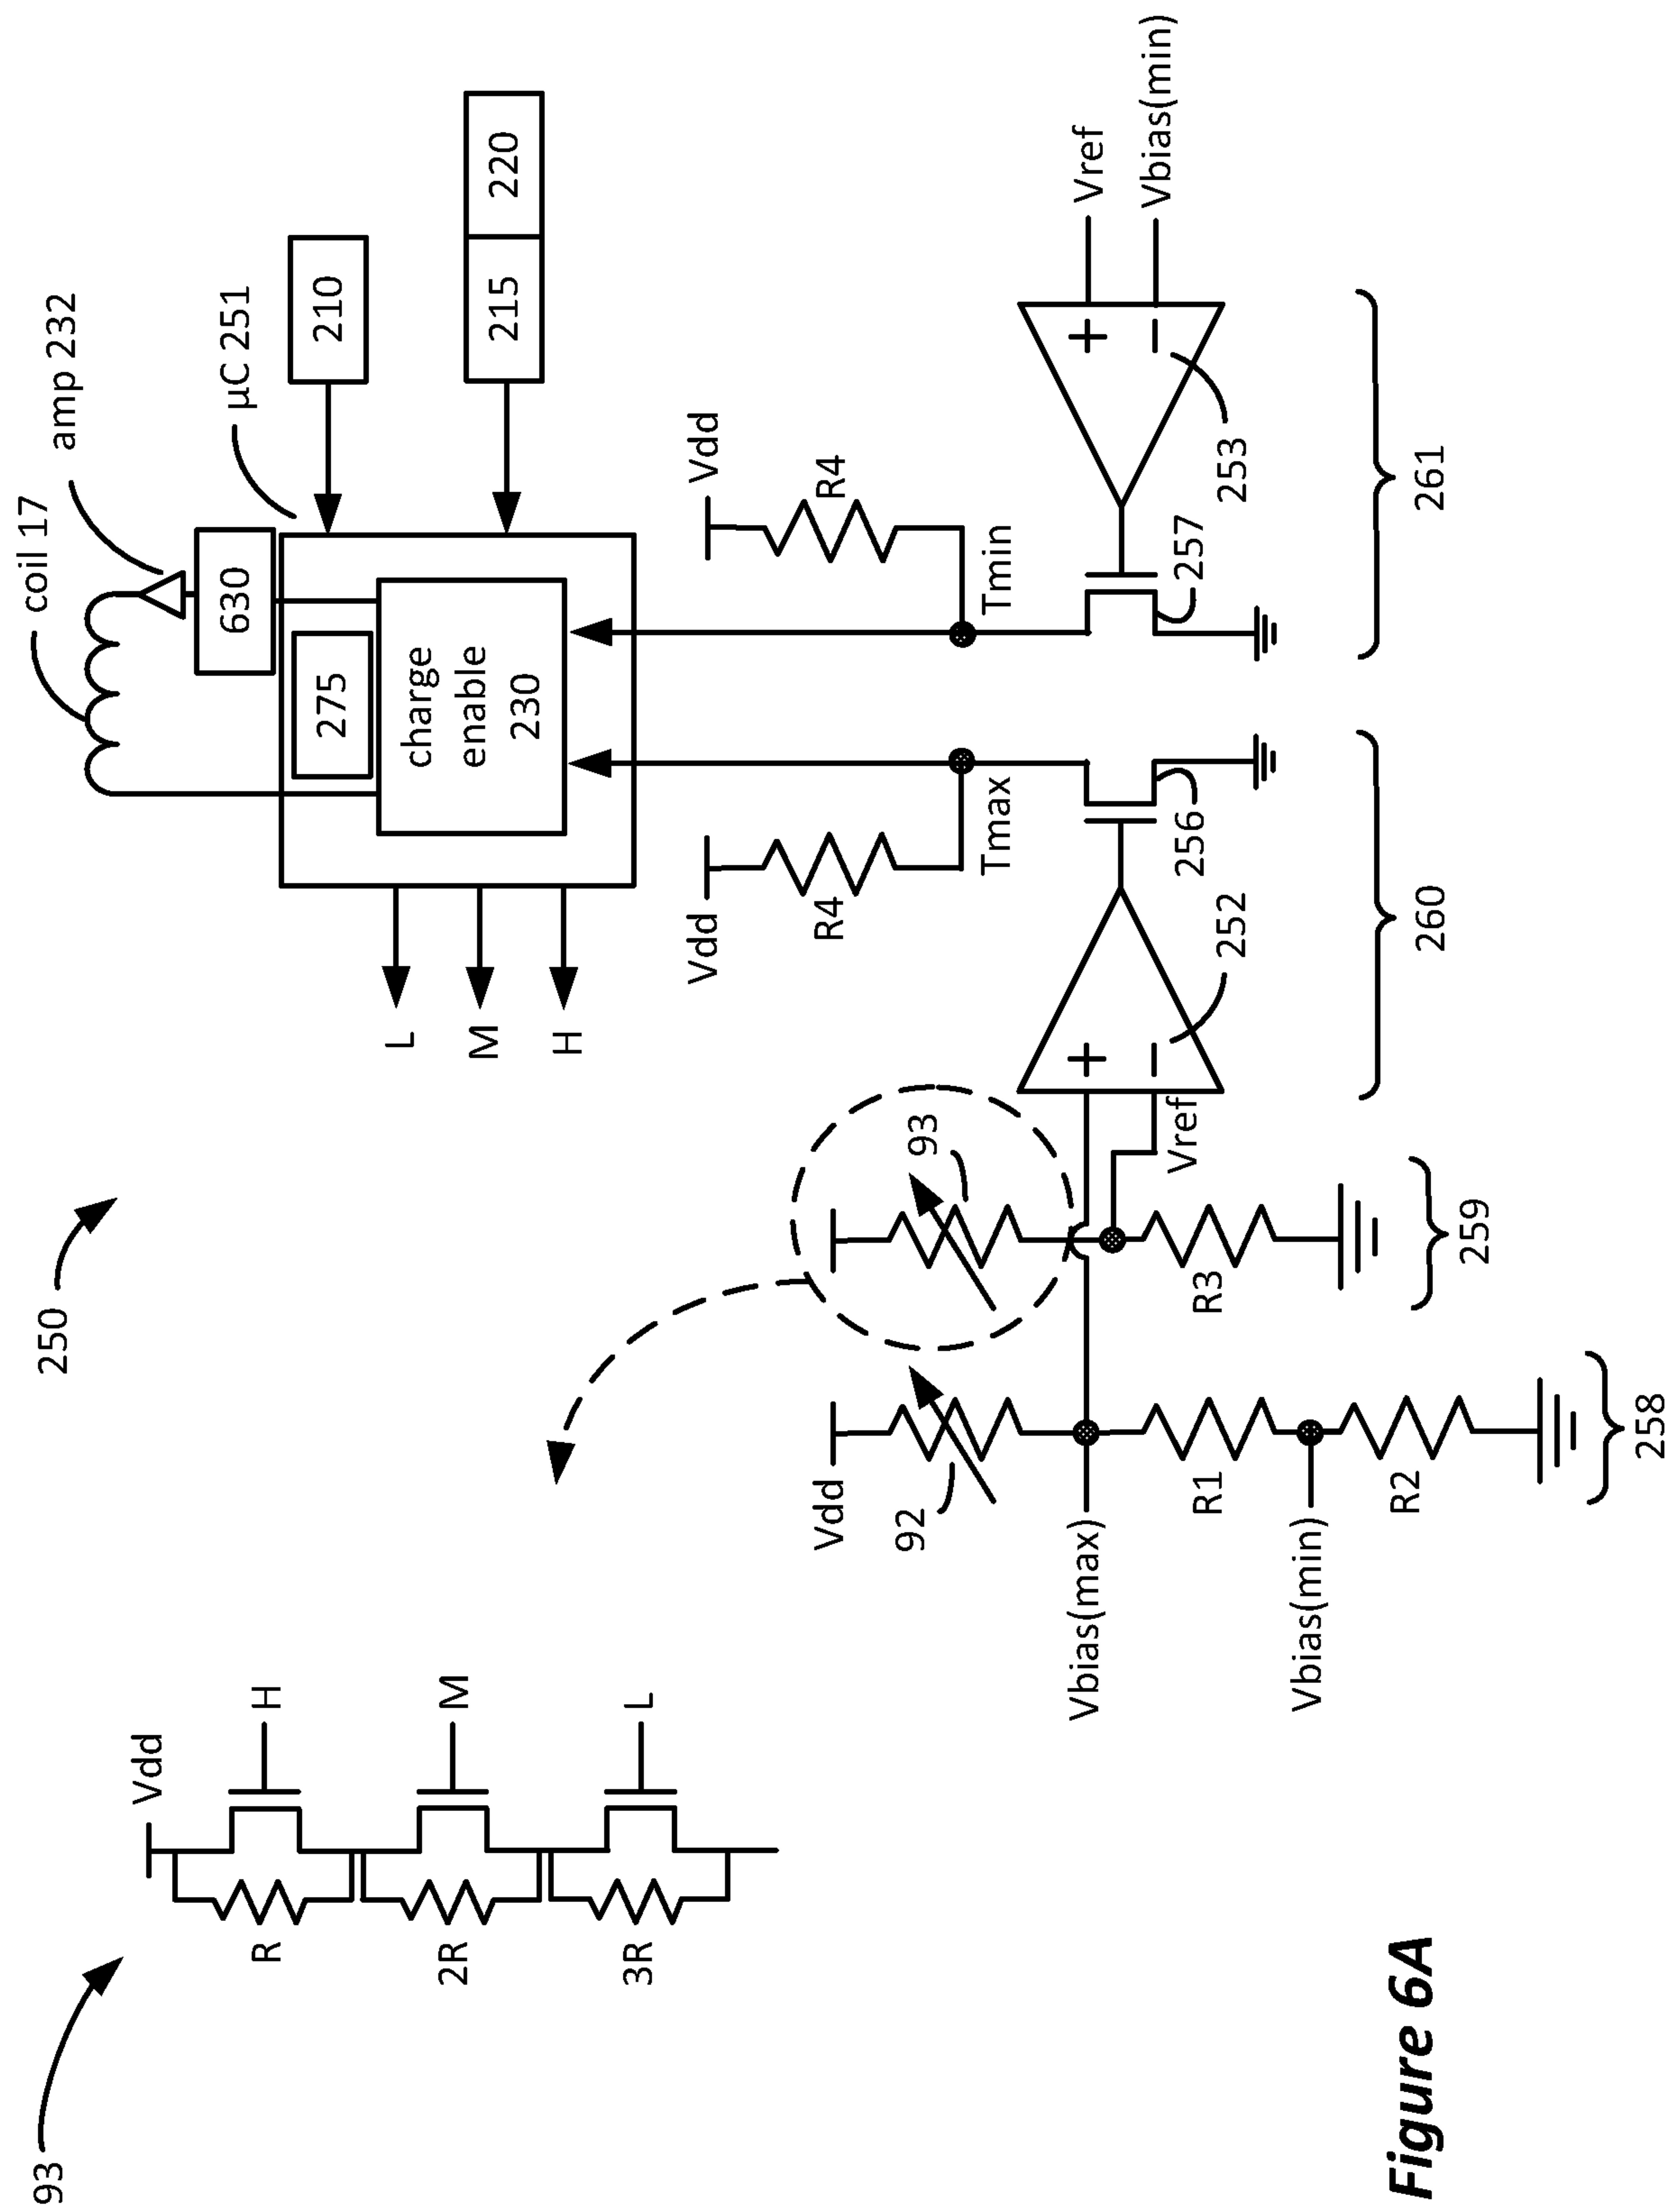 250
coil 17
amp 232
µC 251
630
275
210
charge
enable
230
215
220
L
M
H
93
Vdd
R
H
2R
M
3R
L
Vdd
R4
Vdd
R4
Vdd
92
93
Tmax
Tmin
Vbias(max)
Vref
+
−
252
256
257
253
+
−
Vref
Vbias(min)
R1
R3
Vbias(min)
R2
258
259
260
261
Figure 6A